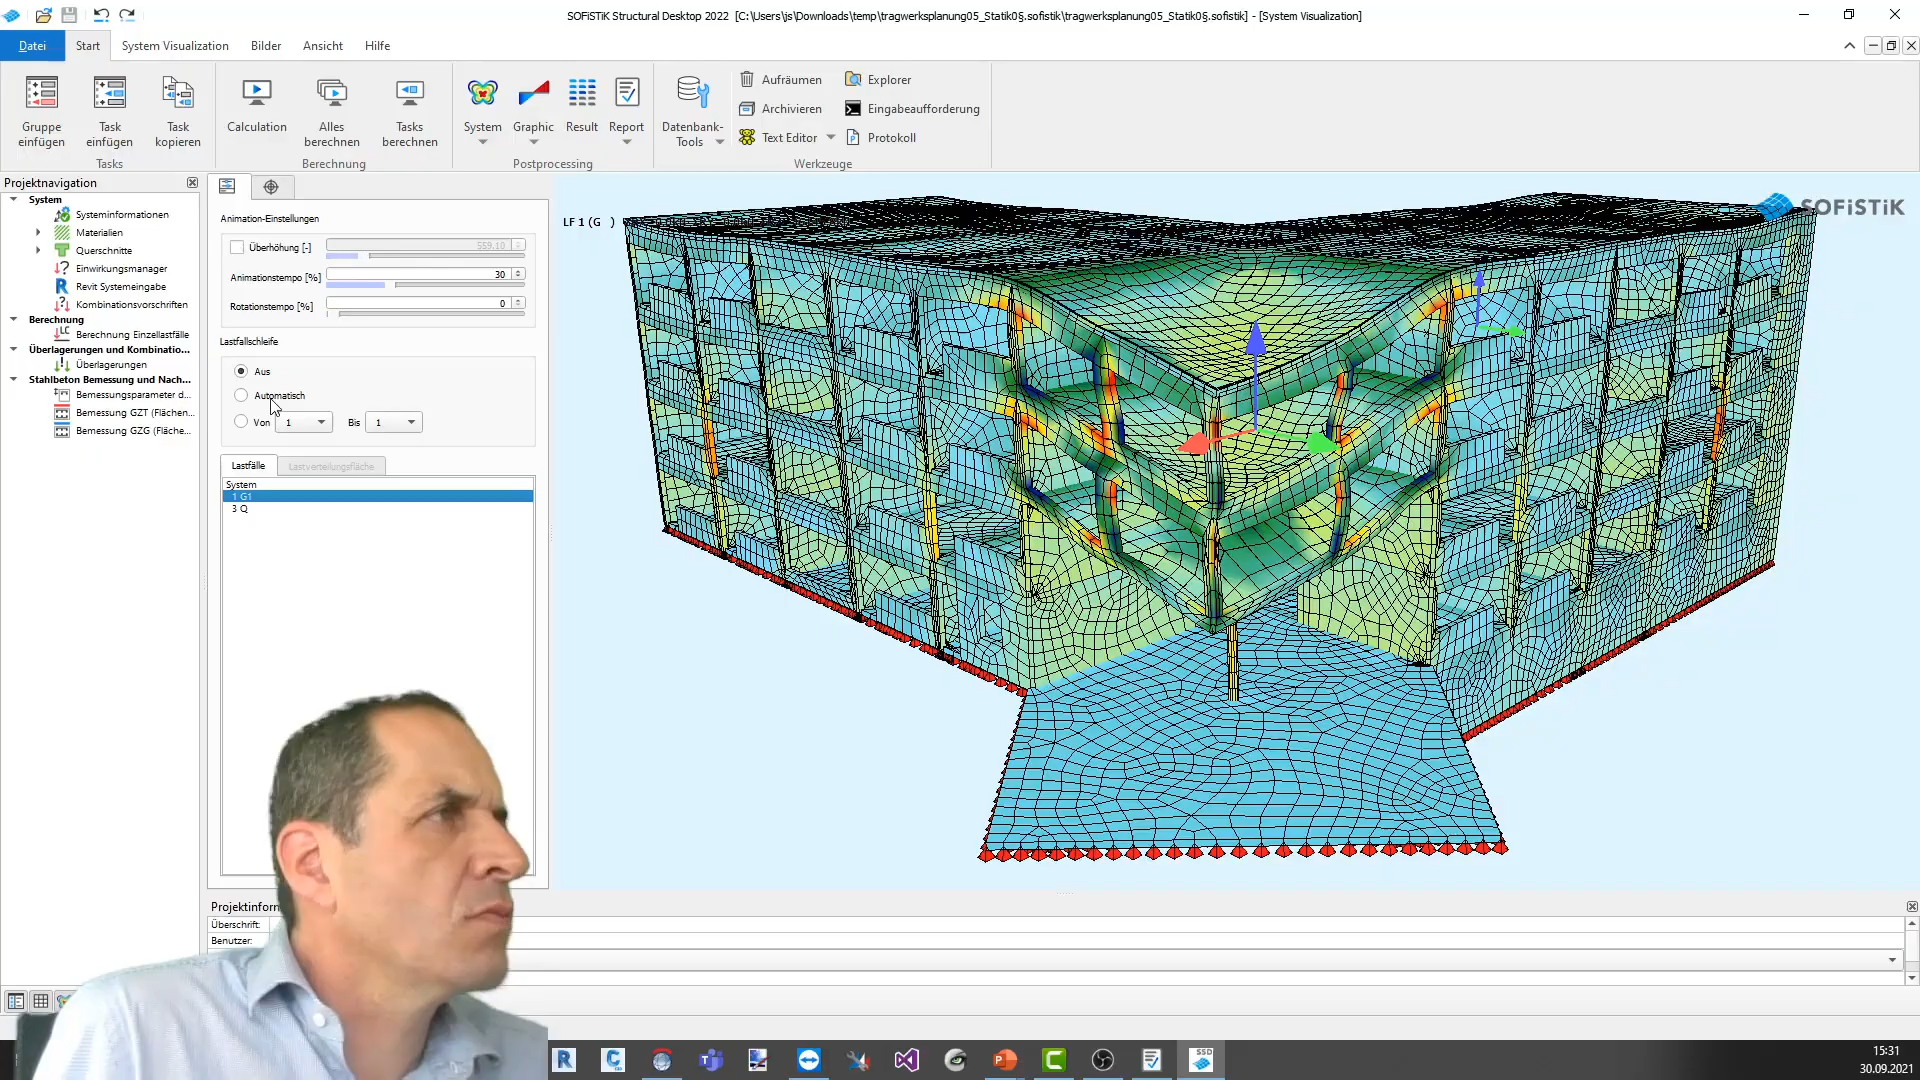 SOFiSTiK Structural Desktop 2022 [C:\Users\js\Downloads\temp\tragwerksplanung05_Statik0§.sofistik\tragwerksplanung05_Statik0§.sofistik] - [System Visualization]
Datei Start System Visualization Bilder Ansicht Hilfe
Gruppe einfügen
Task einfügen
Task kopieren
Tasks
Calculation
Alles berechnen
Tasks berechnen
Berechnung
System
Graphic
Result
Report
Postprocessing
Datenbank-Tools
Aufräumen
Archivieren
Text Editor
Explorer
Eingabeaufforderung
Protokoll
Werkzeuge
Projektnavigation
System
Systeminformationen
Materialien
Querschnitte
Einwirkungsmanager
Revit Systemeingabe
Kombinationsvorschriften
Berechnung
Berechnung Einzellastfälle
Überlagerungen und Kombinatio...
Überlagerungen
Stahlbeton Bemessung und Nach...
Bemessungsparameter d...
Bemessung GZT (Flächen...
Bemessung GZG (Fläche...
Animation-Einstellungen
Überhöhung [-] 559.10
Animationstempo [%] 30
Rotationstempo [%] 0
Lastfallschleife
Aus
Automatisch
Von 1 Bis 1
Lastfälle Lastverteilungsfläche
System
1 G1
3 Q
LF 1 (G )
SOFiSTiK
Projektinfor
Überschrift:
Benutzer:
SSD
15:31
30.09.2021